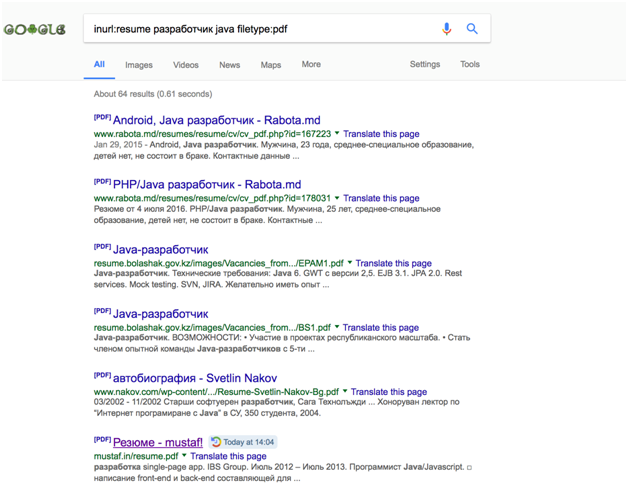 GOOGLE
inurl:resume разработчик java filetype:pdf
All Images Videos News Maps More Settings Tools
About 64 results (0.61 seconds)
[PDF] Android, Java разработчик - Rabota.md
www.rabota.md/resumes/resume/cv/cv_pdf.php?id=167223 Translate this page
Jan 29, 2015 - Android, Java разработчик. Мужчина, 23 года, среднее-специальное образование,
детей нет, не состоит в браке. Контактные данные ...
[PDF] PHP/Java разработчик - Rabota.md
www.rabota.md/resumes/resume/cv/cv_pdf.php?id=178031 Translate this page
Резюме от 4 июля 2016. PHP/Java разработчик. Мужчина, 25 лет, среднее-специальное
образование, детей нет, не состоит в браке. Контактные ...
[PDF] Java-разработчик
resume.bolashak.gov.kz/images/Vacancies_from.../EPAM1.pdf Translate this page
Java-разработчик. Технические требования: Java 6. GWT с версии 2,5. EJB 3.1. JPA 2.0. Rest
services. Mock testing. SVN, JIRA. Желательно иметь опыт ...
[PDF] Java-разработчик
resume.bolashak.gov.kz/images/Vacancies_from.../BS1.pdf Translate this page
Java-разработчик. ВОЗМОЖНОСТИ: • Участие в проектах республиканского масштаба. • Стать
членом опытной команды Java-разработчиков с 5-ти ...
[PDF] автобиография - Svetlin Nakov
www.nakov.com/wp-content/.../Resume-Svetlin-Nakov-Bg.pdf Translate this page
03/2002 - 11/2002 Старши софтуерен разработчик, Сага Технолъджи ... Хоноруван лектор по
"Интернет програмиране с Java" в СУ, 350 студента, 2004.
[PDF] Резюме - mustaf! Today at 14:04
mustaf.in/resume.pdf Translate this page
разработка single-page app. IBS Group. Июль 2012 – Июль 2013. Программист Java/Javascript. □
написание front-end и back-end составляющей для ...